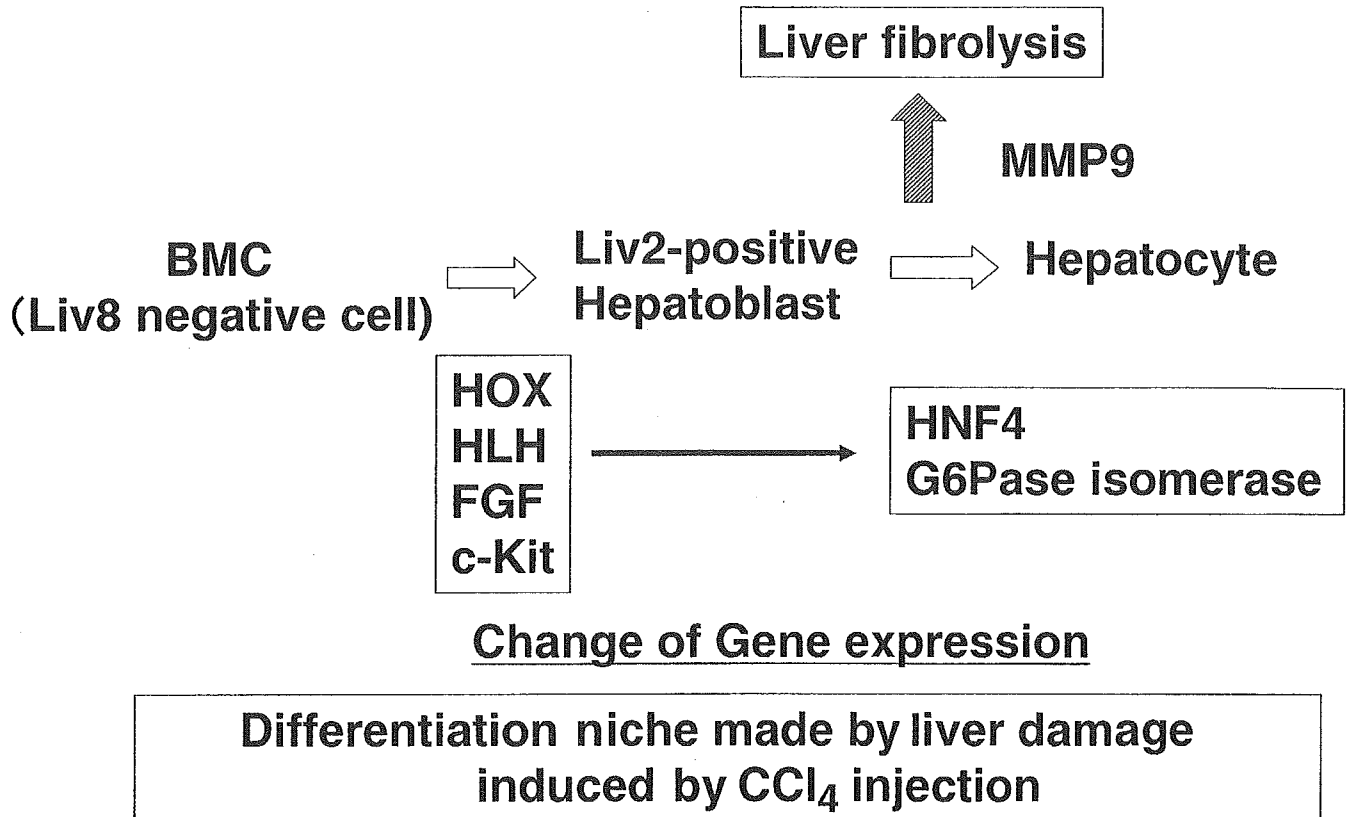 Liver fibrolysis
MMP9
BMC
(Liv8 negative cell)
Liv2-positive
Hepatoblast
Hepatocyte
HOX
HLH
FGF
c-Kit
HNF4
G6Pase isomerase
Change of Gene expression
Differentiation niche made by liver damage
induced by CCl₄ injection